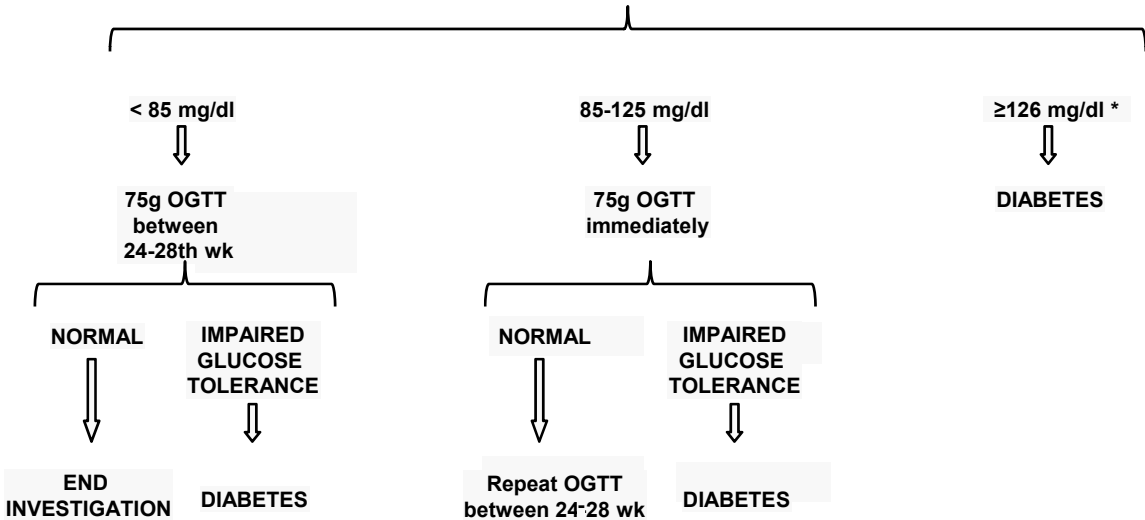 < 85 mg/dl
85-125 mg/dl
≥126 mg/dl *
75g OGTT
between
24-28th wk
75g OGTT
immediately
DIABETES
NORMAL
IMPAIRED
GLUCOSE
TOLERANCE
NORMAL
IMPAIRED
GLUCOSE
TOLERANCE
END
INVESTIGATION
DIABETES
Repeat OGTT
between 24-28 wk
DIABETES